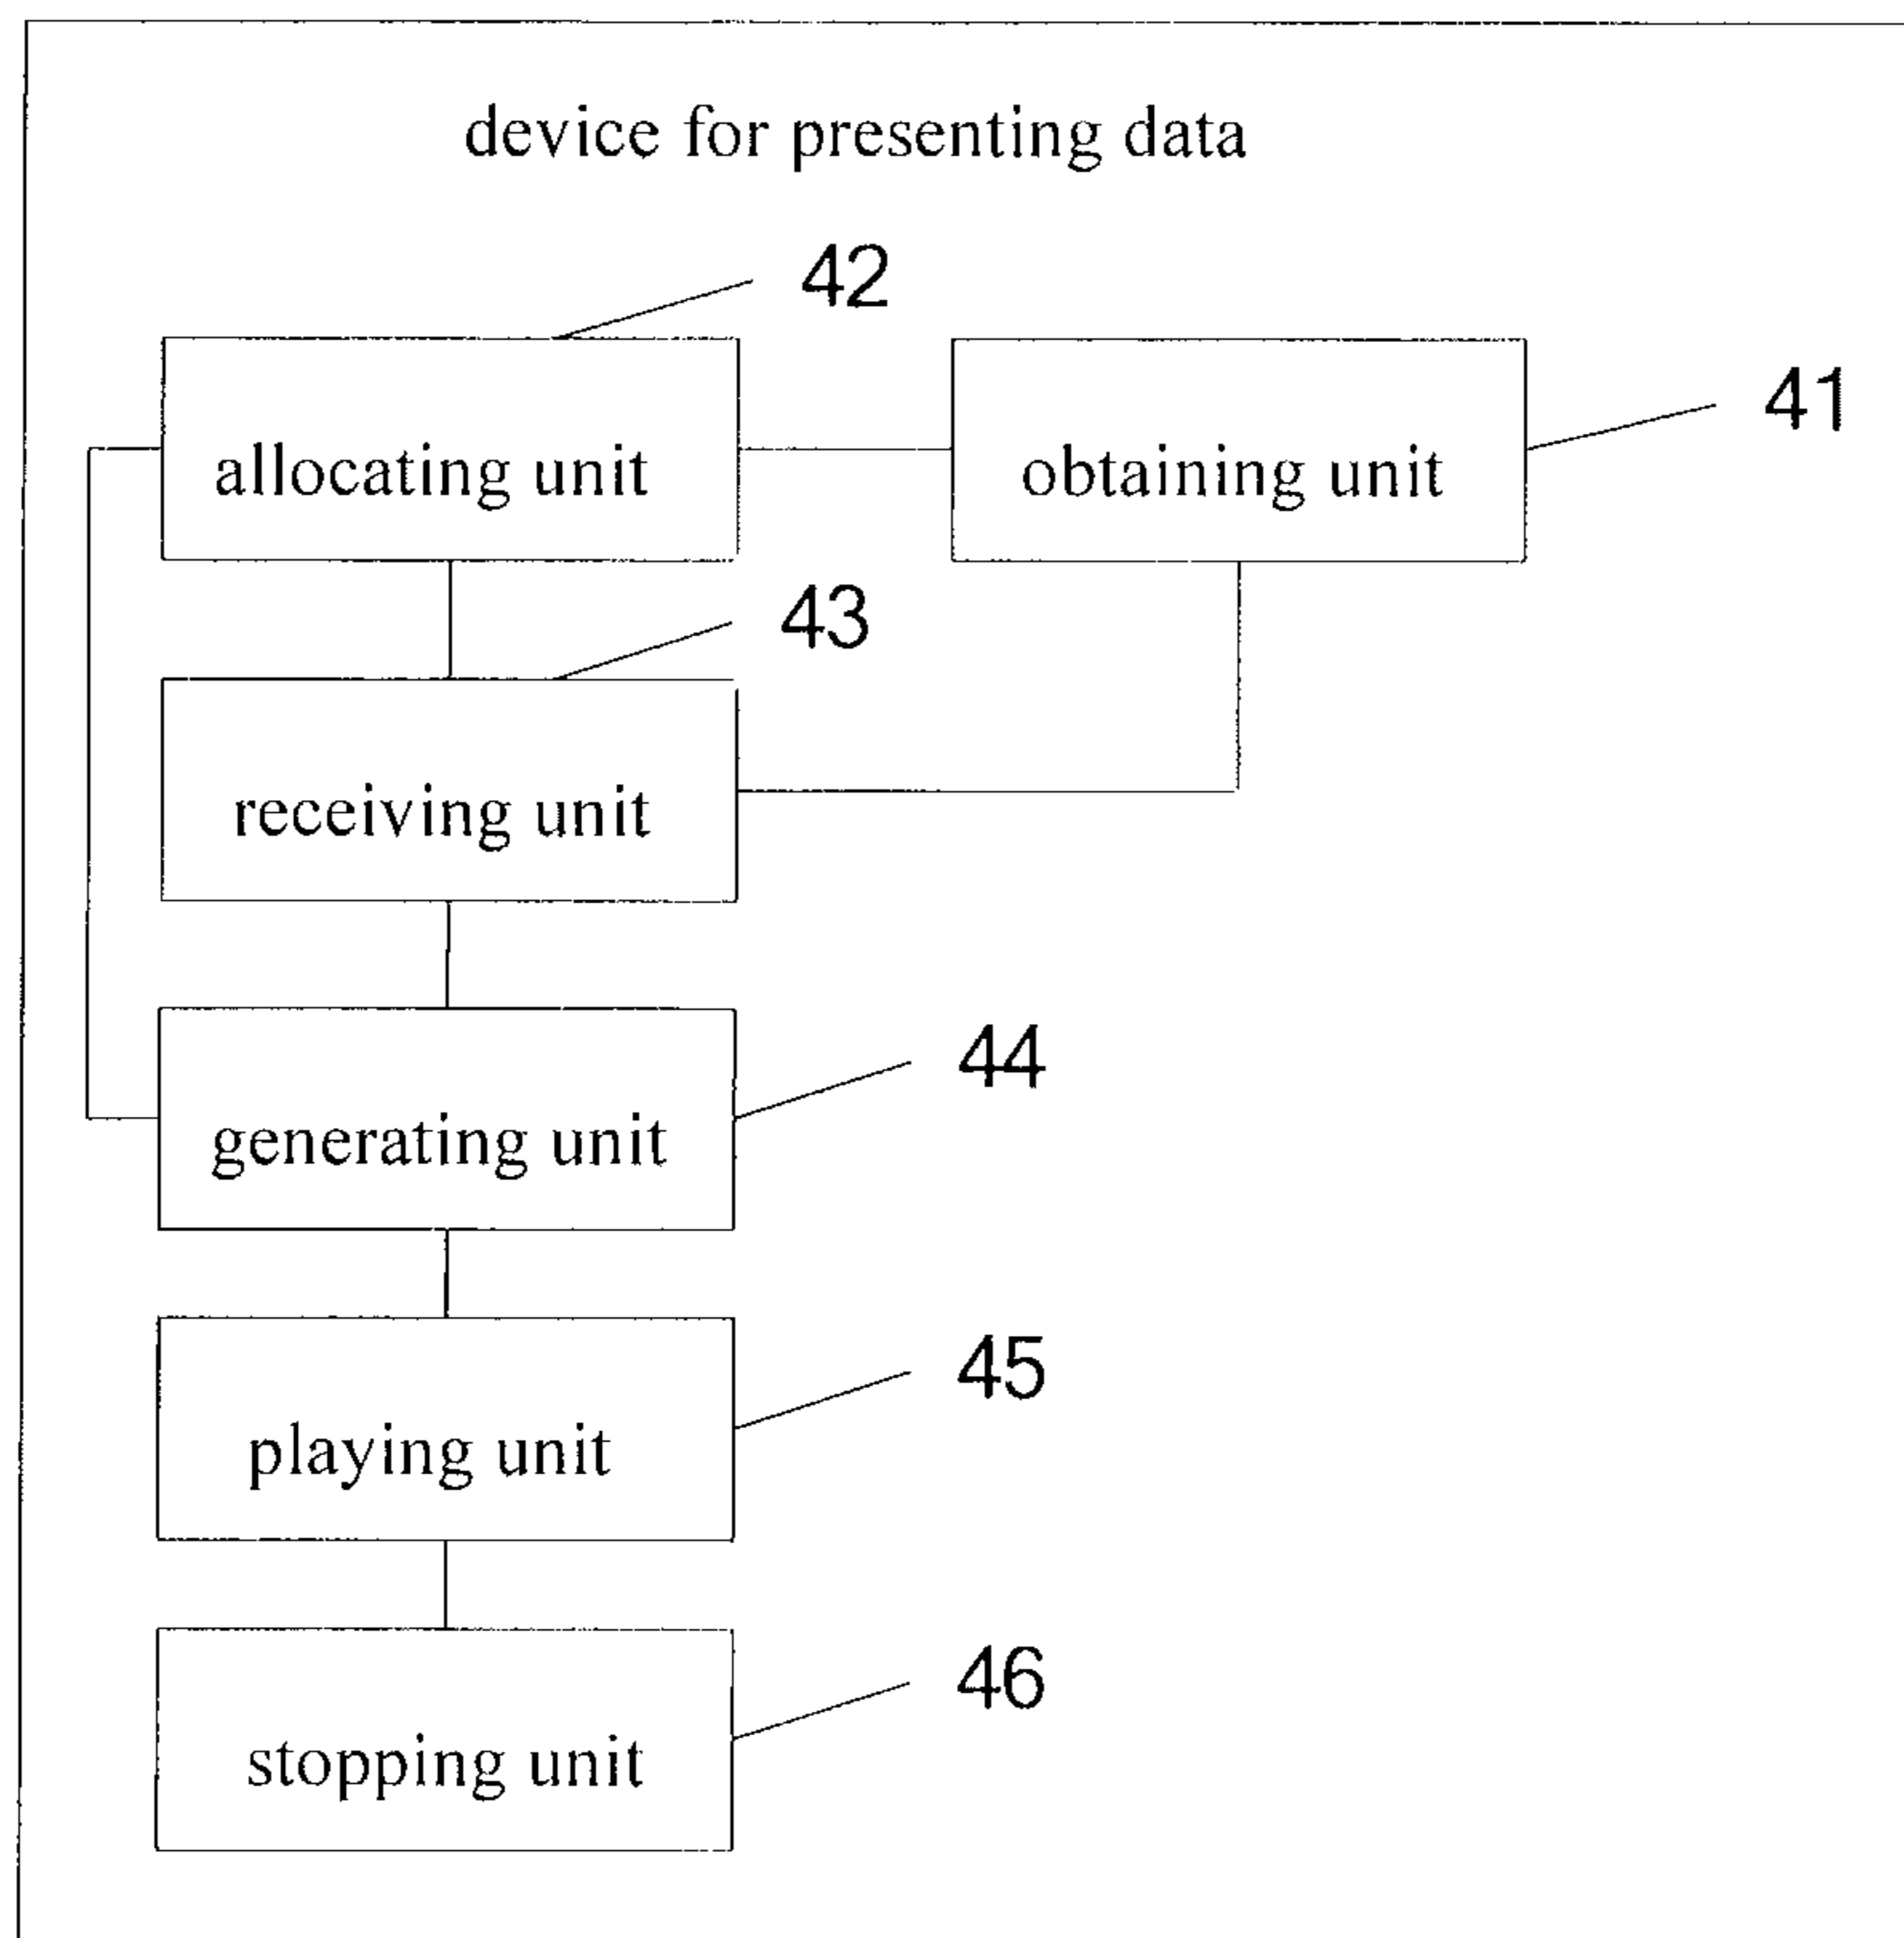 device for presenting data
42
allocating unit
obtaining unit
41
43
receiving unit
44
generating unit
45
playing unit
46
stopping unit